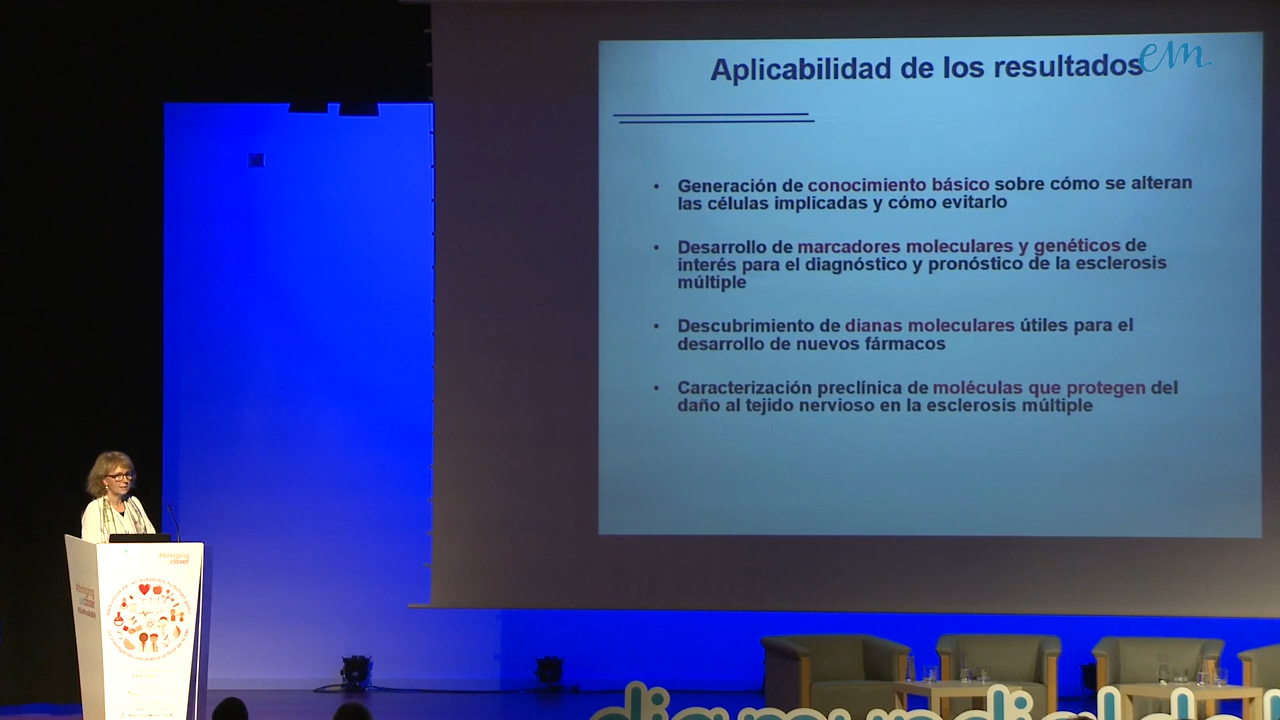 em
Aplicabilidad de los resultados
• Generación de conocimiento básico sobre cómo se alteran
las células implicadas y cómo evitarlo
• Desarrollo de marcadores moleculares y genéticos de
interés para el diagnóstico y pronóstico de la esclerosis
múltiple
• Descubrimiento de dianas moleculares útiles para el
desarrollo de nuevos fármacos
• Caracterización preclínica de moléculas que protegen del
daño al tejido nervioso en la esclerosis múltiple
#bringing
closer
#bringing
closer